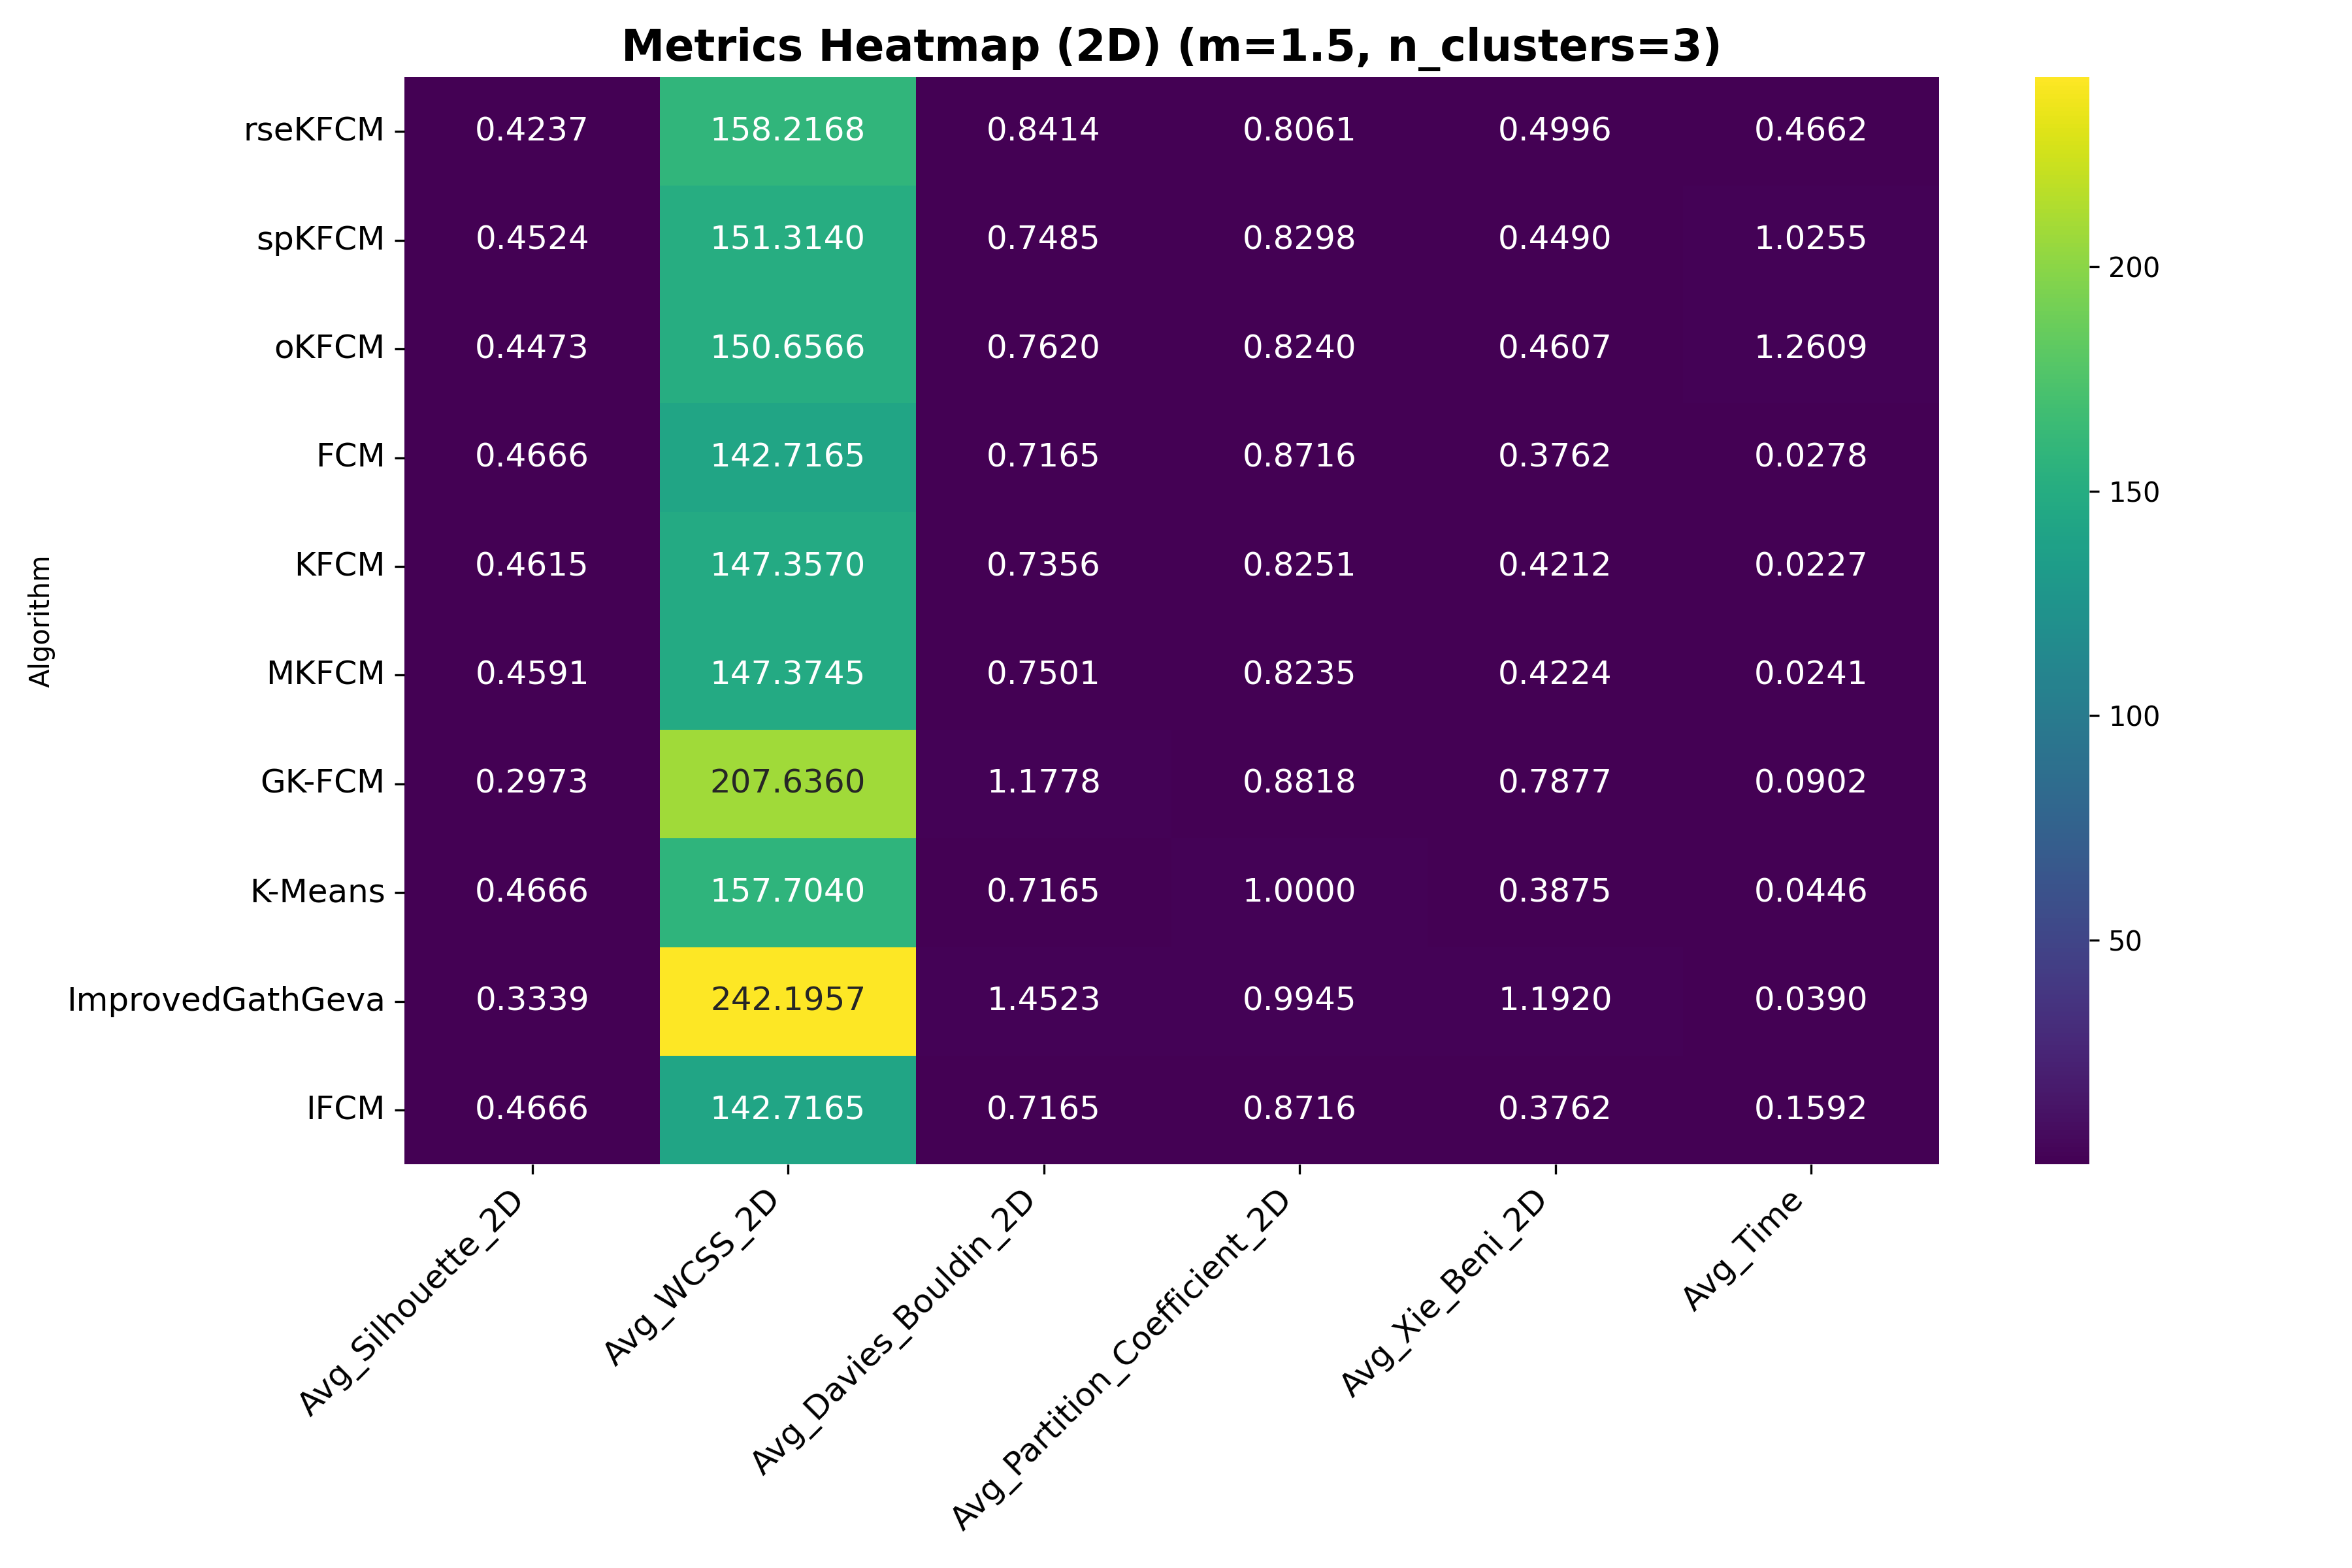 Metrics Heatmap (2D) (m=1.5, n_clusters=3)
Algorithm
rseKFCM 0.4237 158.2168 0.8414 0.8061 0.4996 0.4662
spKFCM 0.4524 151.3140 0.7485 0.8298 0.4490 1.0255
oKFCM 0.4473 150.6566 0.7620 0.8240 0.4607 1.2609
FCM 0.4666 142.7165 0.7165 0.8716 0.3762 0.0278
KFCM 0.4615 147.3570 0.7356 0.8251 0.4212 0.0227
MKFCM 0.4591 147.3745 0.7501 0.8235 0.4224 0.0241
GK-FCM 0.2973 207.6360 1.1778 0.8818 0.7877 0.0902
K-Means 0.4666 157.7040 0.7165 1.0000 0.3875 0.0446
ImprovedGathGeva 0.3339 242.1957 1.4523 0.9945 1.1920 0.0390
IFCM 0.4666 142.7165 0.7165 0.8716 0.3762 0.1592
Avg_Silhouette_2D
Avg_WCSS_2D
Avg_Davies_Bouldin_2D
Avg_Partition_Coefficient_2D
Avg_Xie_Beni_2D
Avg_Time
200
150
100
50